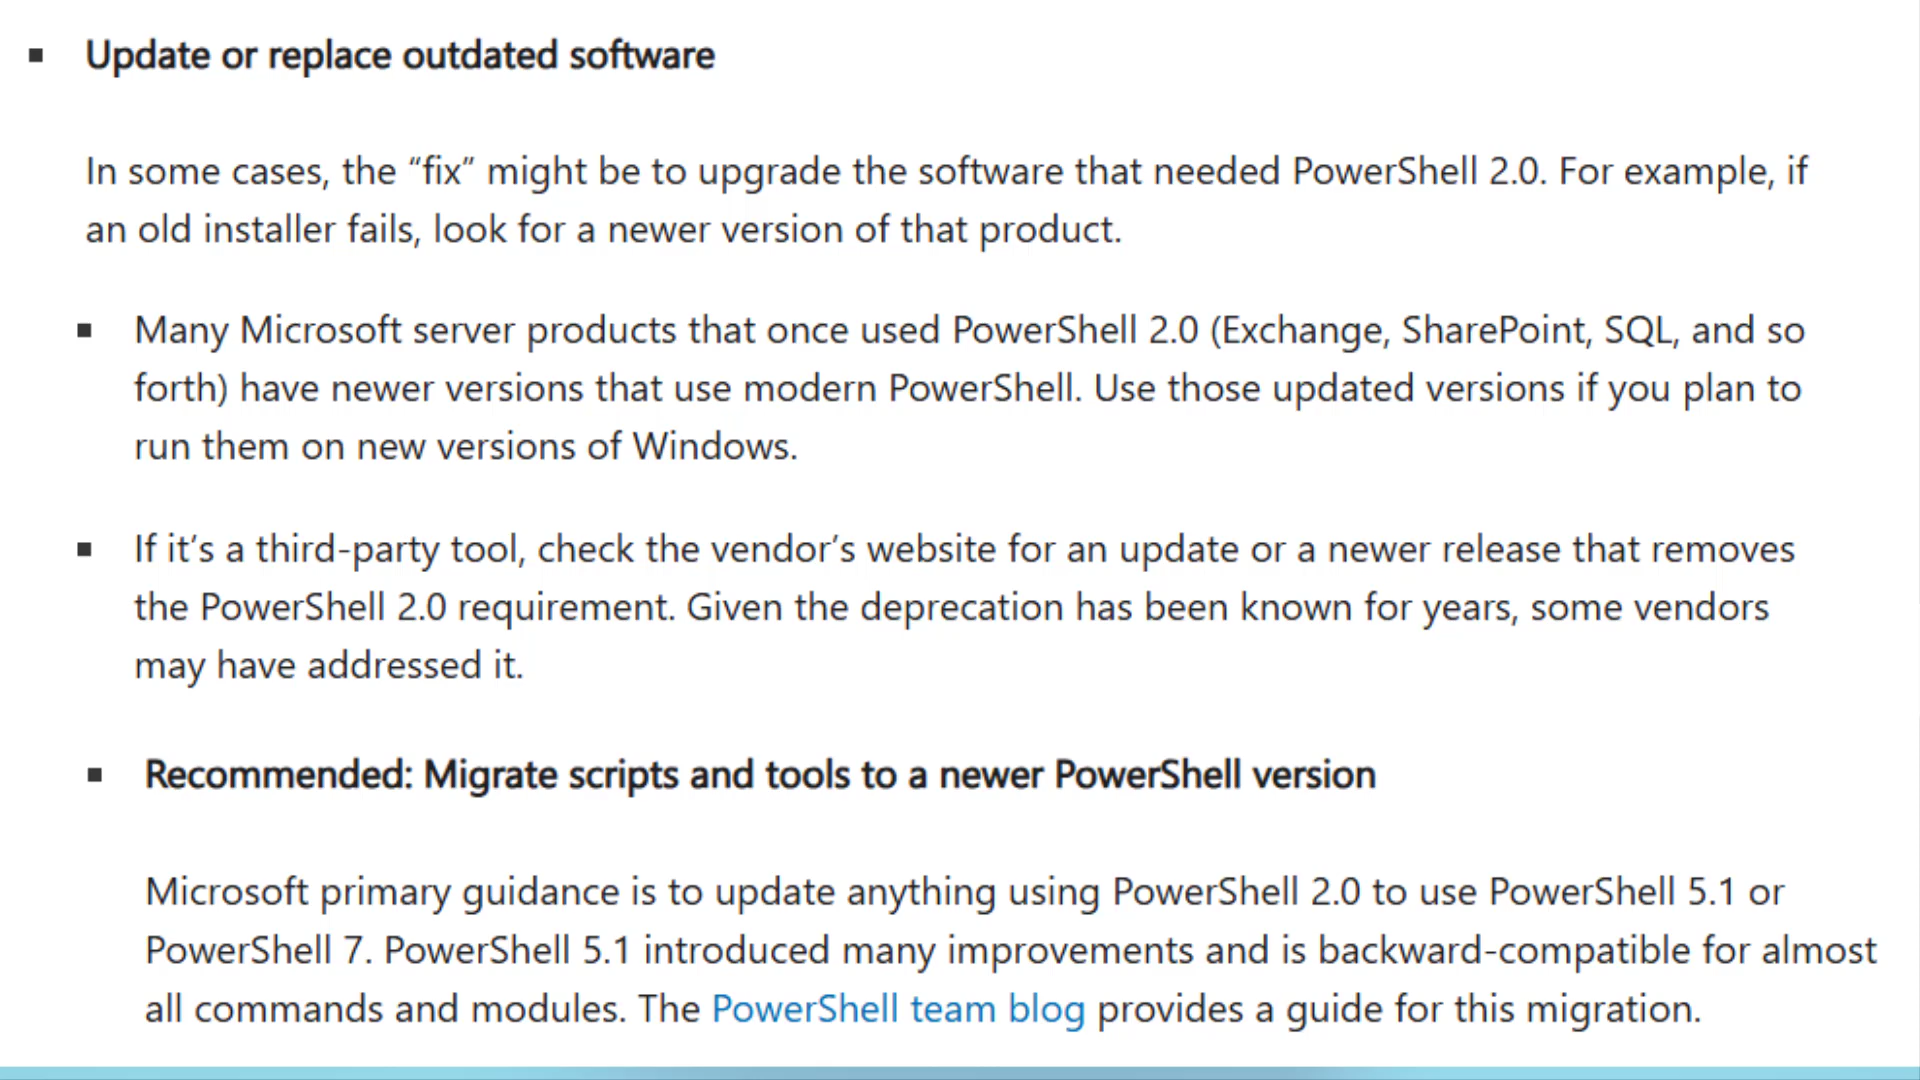 ▪ Update or replace outdated software
In some cases, the “fix” might be to upgrade the software that needed PowerShell 2.0. For example, if
an old installer fails, look for a newer version of that product.
▪ Many Microsoft server products that once used PowerShell 2.0 (Exchange, SharePoint, SQL, and so
forth) have newer versions that use modern PowerShell. Use those updated versions if you plan to
run them on new versions of Windows.
▪ If it’s a third-party tool, check the vendor’s website for an update or a newer release that removes
the PowerShell 2.0 requirement. Given the deprecation has been known for years, some vendors
may have addressed it.
▪ Recommended: Migrate scripts and tools to a newer PowerShell version
Microsoft primary guidance is to update anything using PowerShell 2.0 to use PowerShell 5.1 or
PowerShell 7. PowerShell 5.1 introduced many improvements and is backward-compatible for almost
all commands and modules. The PowerShell team blog provides a guide for this migration.